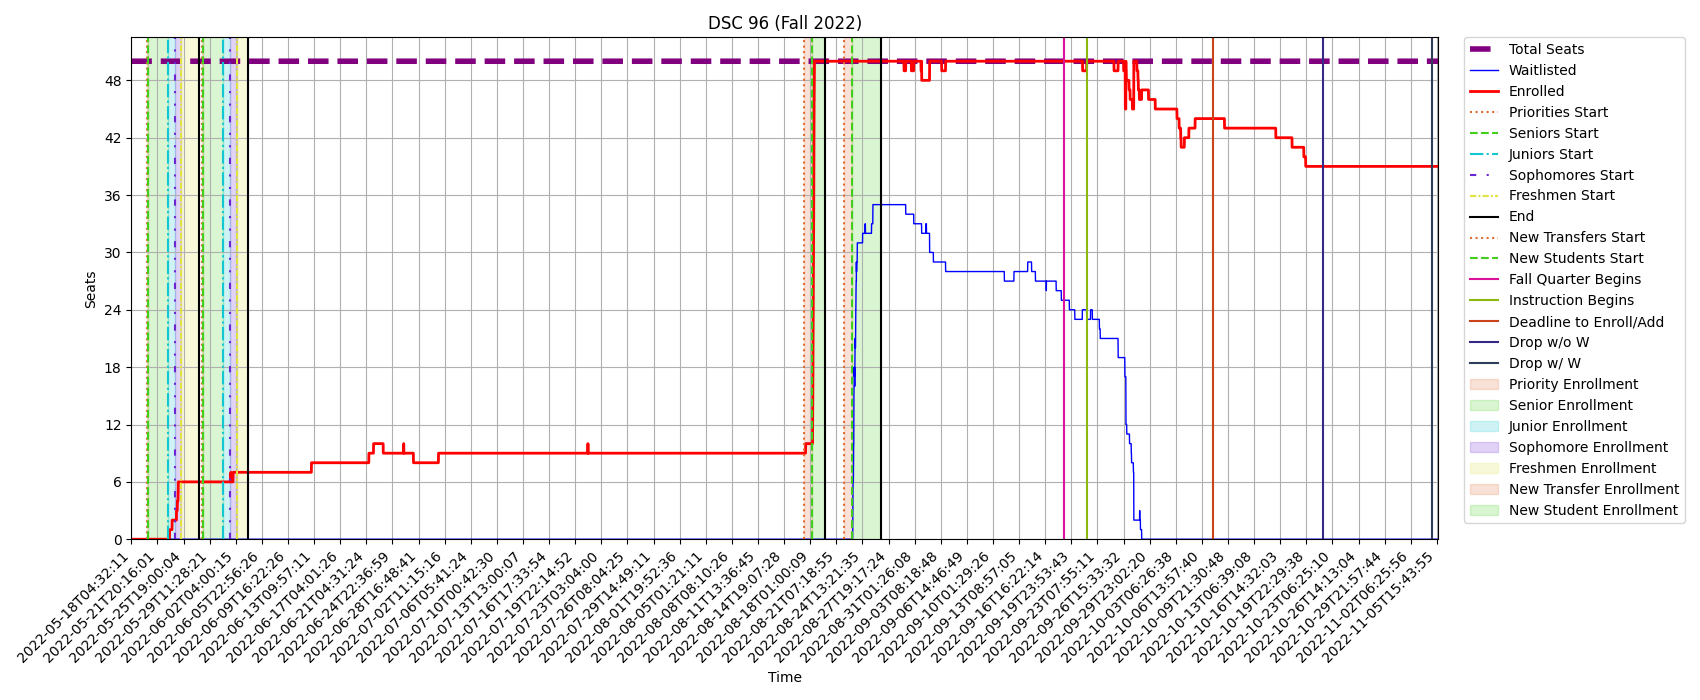 DSC 96 (Fall 2022)
Seats
48
42
36
30
24
18
12
6
0
2022-05-18T04:32:11
2022-05-21T20:16:01
2022-05-25T19:00:04
2022-05-29T11:28:21
2022-06-02T04:00:15
2022-06-05T22:56:26
2022-06-09T16:22:26
2022-06-13T09:57:11
2022-06-17T04:01:26
2022-06-21T04:31:24
2022-06-24T22:36:59
2022-06-28T16:48:41
2022-07-02T11:15:16
2022-07-06T05:41:24
2022-07-10T00:42:30
2022-07-13T13:00:07
2022-07-16T17:33:54
2022-07-19T22:14:52
2022-07-23T03:04:00
2022-07-26T08:04:25
2022-07-29T14:49:11
2022-08-01T19:52:36
2022-08-05T01:21:11
2022-08-08T08:10:26
2022-08-11T13:36:45
2022-08-14T19:07:28
2022-08-18T01:00:09
2022-08-21T07:18:55
2022-08-24T13:21:35
2022-08-27T19:17:24
2022-08-31T01:26:08
2022-09-03T08:18:48
2022-09-06T14:46:49
2022-09-10T01:29:26
2022-09-13T08:57:05
2022-09-16T16:22:14
2022-09-19T23:53:43
2022-09-23T07:55:11
2022-09-26T15:33:32
2022-09-29T23:02:20
2022-10-03T06:26:38
2022-10-06T13:57:40
2022-10-09T21:30:48
2022-10-13T06:39:08
2022-10-16T14:32:03
2022-10-19T22:29:38
2022-10-23T06:25:10
2022-10-26T14:13:04
2022-10-29T21:57:44
2022-11-02T06:25:56
2022-11-05T15:43:55
Time
Total Seats
Waitlisted
Enrolled
Priorities Start
Seniors Start
Juniors Start
Sophomores Start
Freshmen Start
End
New Transfers Start
New Students Start
Fall Quarter Begins
Instruction Begins
Deadline to Enroll/Add
Drop w/o W
Drop w/ W
Priority Enrollment
Senior Enrollment
Junior Enrollment
Sophomore Enrollment
Freshmen Enrollment
New Transfer Enrollment
New Student Enrollment